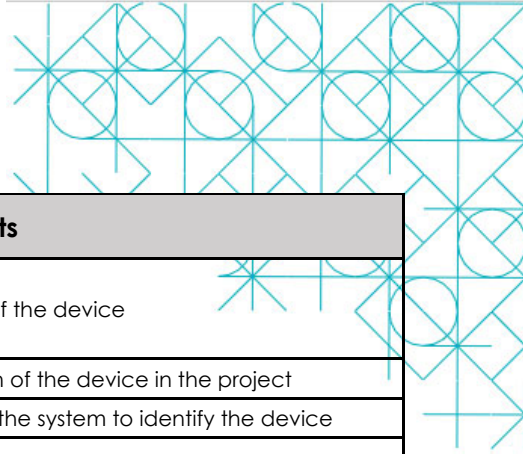 ts
f the device
n of the device in the project
the system to identify the device